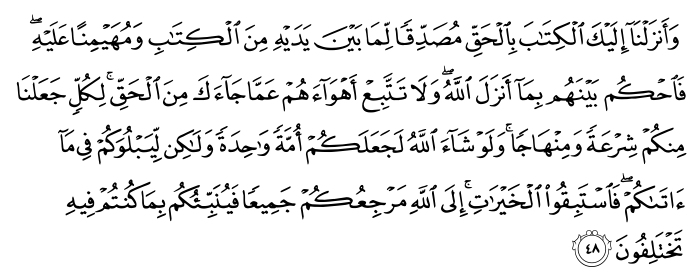 وَأَنزَلْنَآ إِلَيْكَ ٱلْكِتَٰبَ بِٱلْحَقِّ مُصَدِّقًا لِّمَا بَيْنَ يَدَيْهِ مِنَ ٱلْكِتَٰبِ وَمُهَيْمِنًا عَلَيْهِۖ
فَٱحْكُم بَيْنَهُم بِمَآ أَنزَلَ ٱللَّهُۖ وَلَا تَتَّبِعْ أَهْوَآءَهُمْ عَمَّا جَآءَكَ مِنَ ٱلْحَقِّۚ لِكُلٍّ جَعَلْنَا
مِنكُمْ شِرْعَةً وَمِنْهَاجًاۚ وَلَوْ شَآءَ ٱللَّهُ لَجَعَلَكُمْ أُمَّةً وَٰحِدَةً وَلَٰكِن لِّيَبْلُوَكُمْ فِى مَآ
ءَاتَىٰكُمْۖ فَٱسْتَبِقُوا۟ ٱلْخَيْرَٰتِۚ إِلَى ٱللَّهِ مَرْجِعُكُمْ جَمِيعًا فَيُنَبِّئُكُم بِمَا كُنتُمْ فِيهِ
تَخْتَلِفُونَ ٤٨